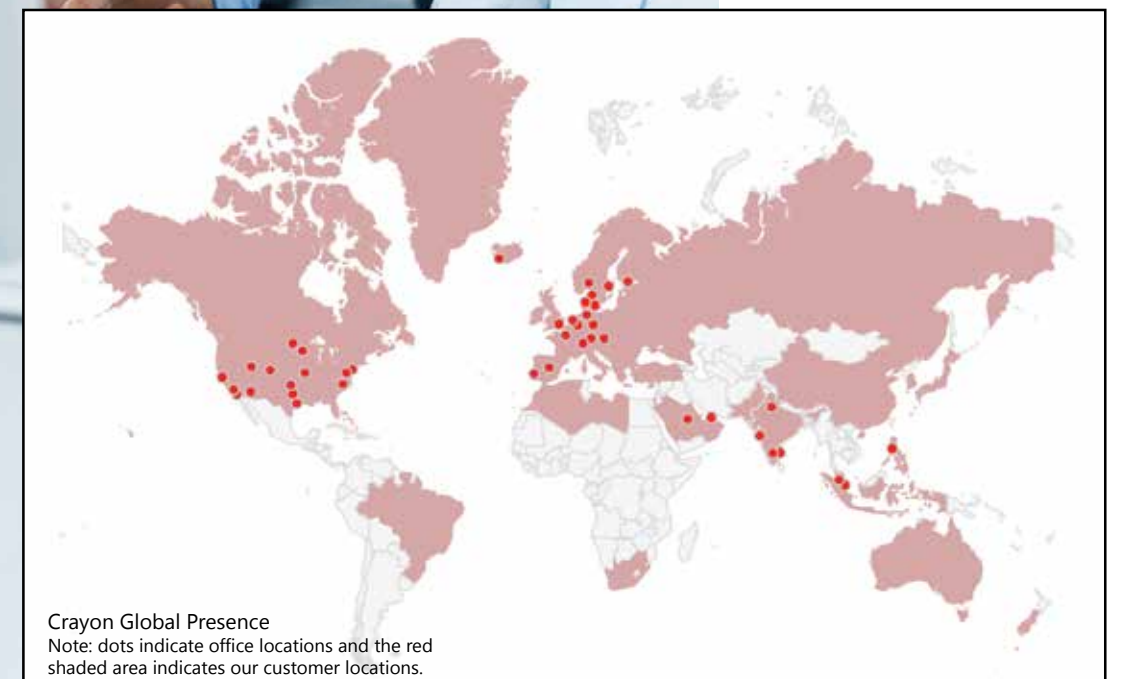 Crayon Global Presence
Note: dots indicate office locations and the red
shaded area indicates our customer locations.